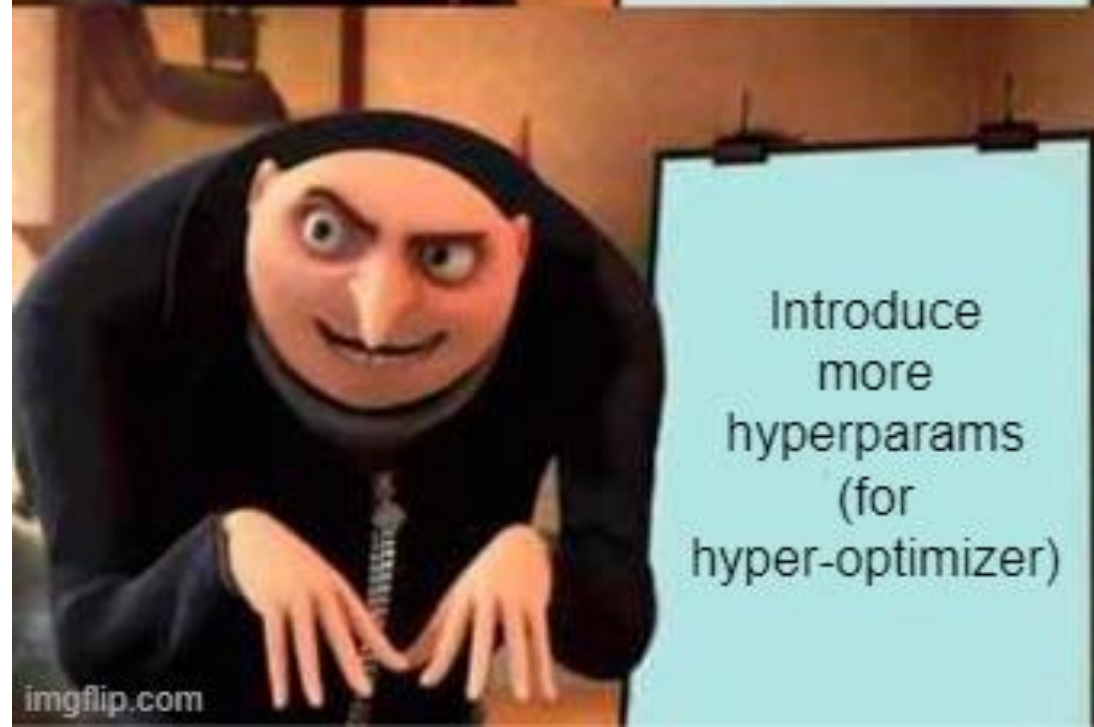 Introduce
more
hyperparams
(for
hyper-optimizer)
imgflip.com